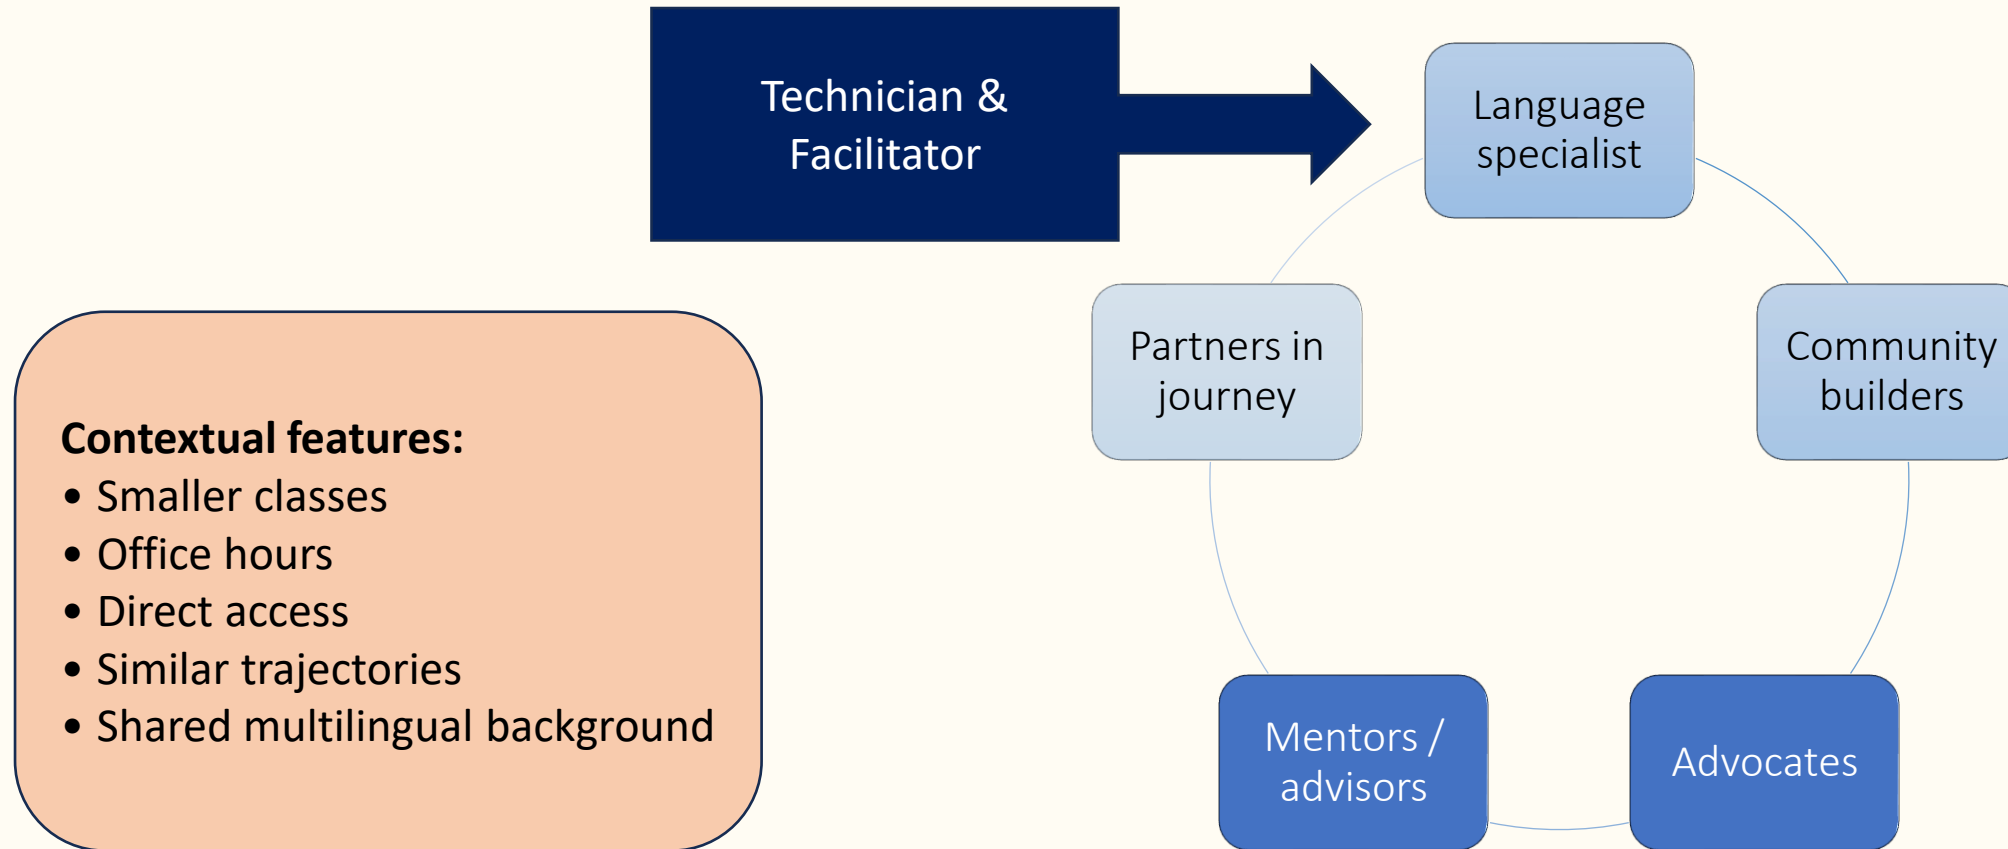 Technician &
Facilitator
Language
specialist
Partners in
journey
Community
builders
Contextual features:
• Smaller classes
• Office hours
• Direct access
• Similar trajectories
• Shared multilingual background
Mentors /
advisors
Advocates